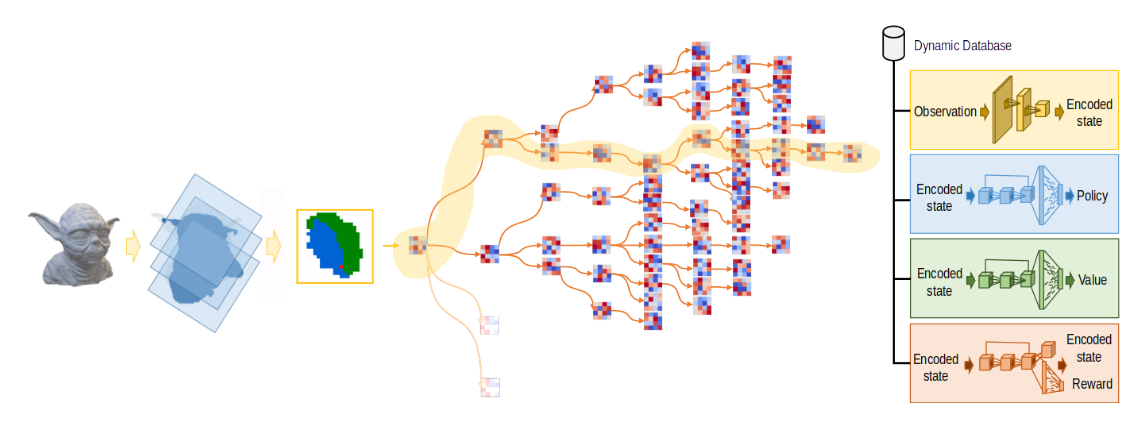 Dynamic Database
Observation
Encoded
state
Encoded
state
Policy
Encoded
state
Value
Encoded
state
Encoded
state
Reward